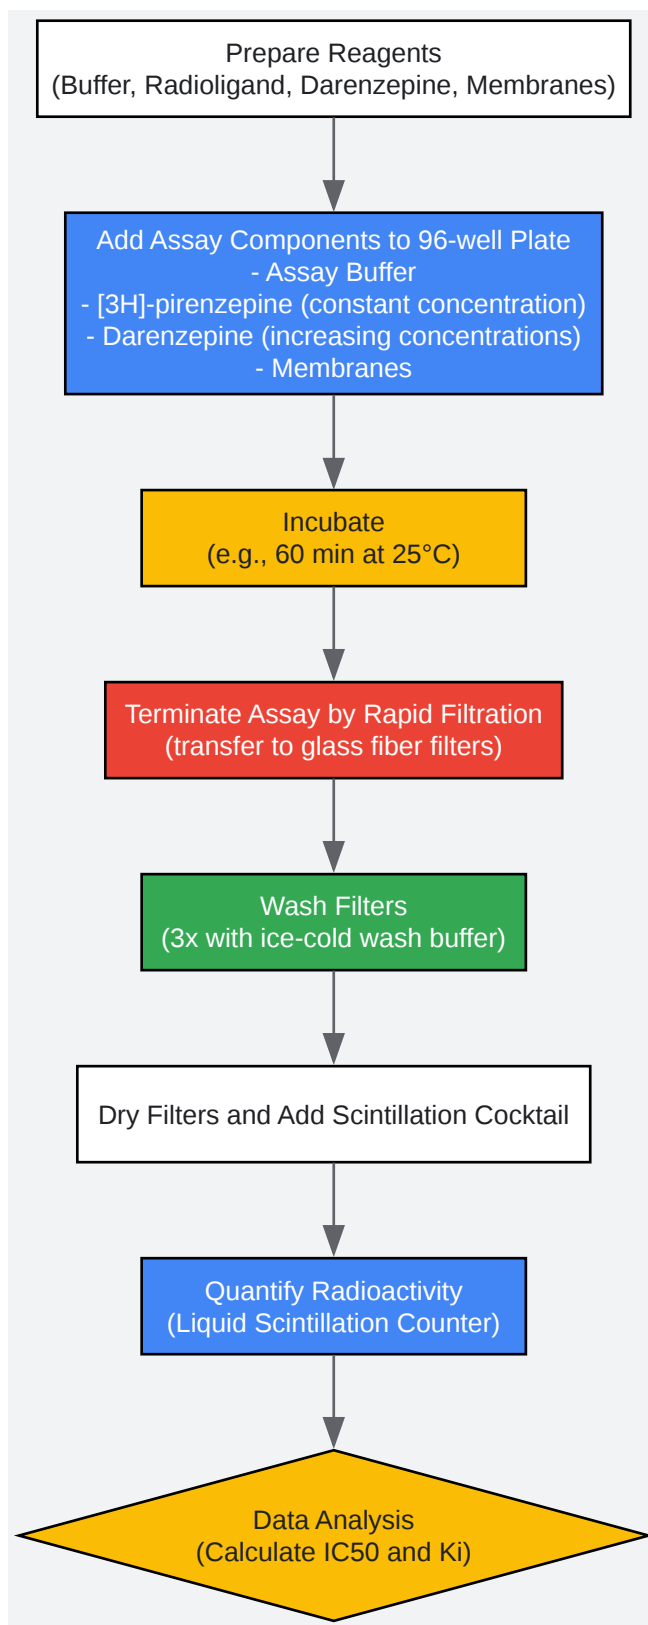 Prepare Reagents
(Buffer, Radioligand, Darenzepine, Membranes)
Add Assay Components to 96-well Plate
- Assay Buffer
- [3H]-pirenzepine (constant concentration)
- Darenzepine (increasing concentrations)
- Membranes
Incubate
(e.g., 60 min at 25°C)
Terminate Assay by Rapid Filtration
(transfer to glass fiber filters)
Wash Filters
(3x with ice-cold wash buffer)
Dry Filters and Add Scintillation Cocktail
Quantify Radioactivity
(Liquid Scintillation Counter)
Data Analysis
(Calculate IC50 and Ki)